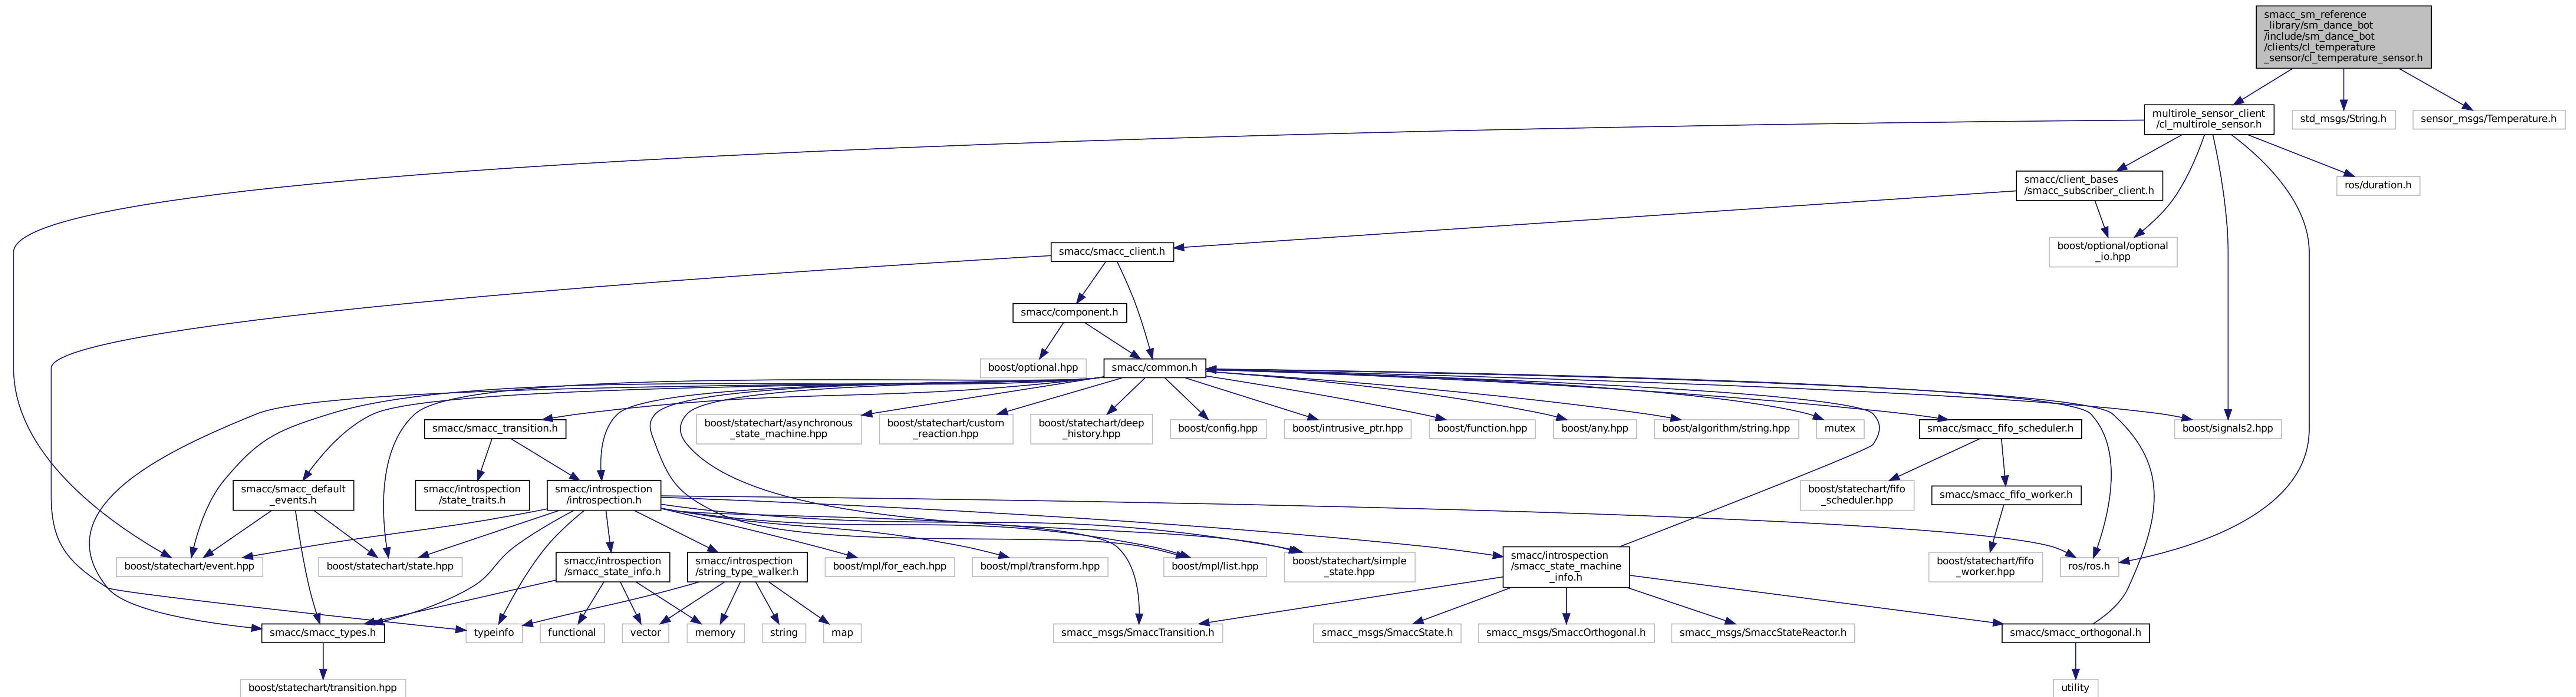 smacc_sm_reference
_library/sm_dance_bot
/include/sm_dance_bot
/clients/cl_temperature
_sensor/cl_temperature_sensor.h
multirole_sensor_client
/cl_multirole_sensor.h
std_msgs/String.h
sensor_msgs/Temperature.h
smacc/client_bases
/smacc_subscriber_client.h
ros/duration.h
smacc/smacc_client.h
boost/optional/optional
_io.hpp
smacc/component.h
boost/optional.hpp
smacc/common.h
smacc/smacc_transition.h
boost/statechart/asynchronous
_state_machine.hpp
boost/statechart/custom
_reaction.hpp
boost/statechart/deep
_history.hpp
boost/config.hpp
boost/intrusive_ptr.hpp
boost/function.hpp
boost/any.hpp
boost/algorithm/string.hpp
mutex
smacc/smacc_fifo_scheduler.h
boost/signals2.hpp
smacc/smacc_default
_events.h
smacc/introspection
/state_traits.h
smacc/introspection
/introspection.h
boost/statechart/fifo
_scheduler.hpp
smacc/smacc_fifo_worker.h
boost/statechart/event.hpp
boost/statechart/state.hpp
smacc/introspection
/smacc_state_info.h
smacc/introspection
/string_type_walker.h
boost/mpl/for_each.hpp
boost/mpl/transform.hpp
boost/mpl/list.hpp
boost/statechart/simple
_state.hpp
smacc/introspection
/smacc_state_machine
_info.h
boost/statechart/fifo
_worker.hpp
ros/ros.h
smacc/smacc_types.h
typeinfo
functional
vector
memory
string
map
smacc_msgs/SmaccTransition.h
smacc_msgs/SmaccState.h
smacc_msgs/SmaccOrthogonal.h
smacc_msgs/SmaccStateReactor.h
smacc/smacc_orthogonal.h
boost/statechart/transition.hpp
utility